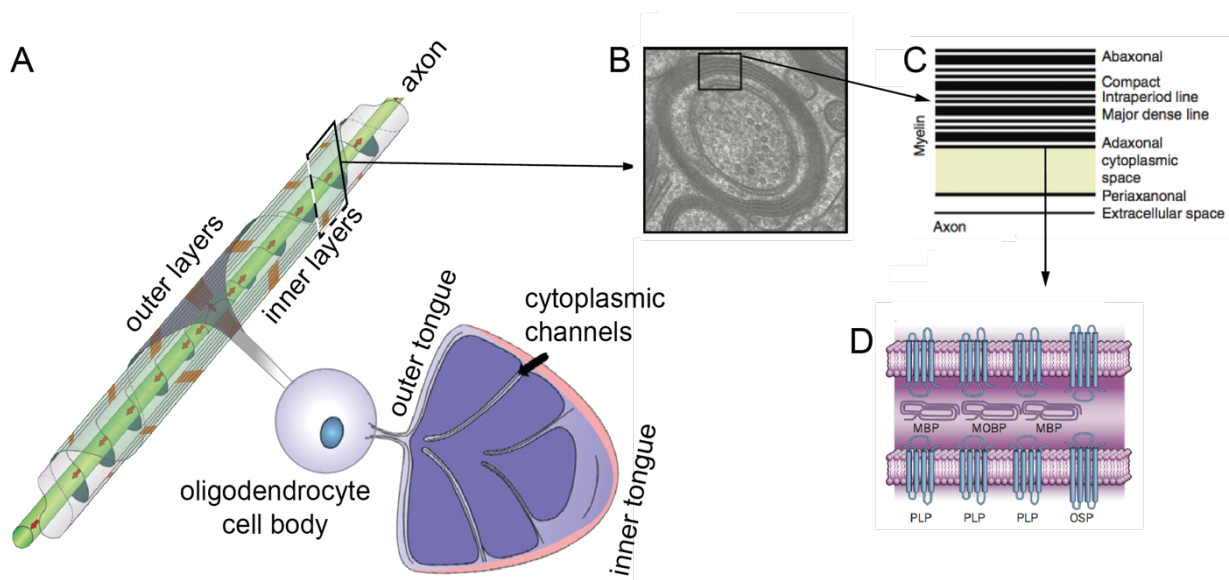 A
axon
outer layers
inner layers
oligodendrocyte
cell body
outer tongue
cytoplasmic
channels
inner tongue
B
C
Myelin
Abaxonal
Compact
Intraperiod line
Major dense line
Adaxonal
cytoplasmic
space
Periaxanonal
Extracellular space
Axon
D
MBP MOBP MBP
PLP PLP PLP OSP